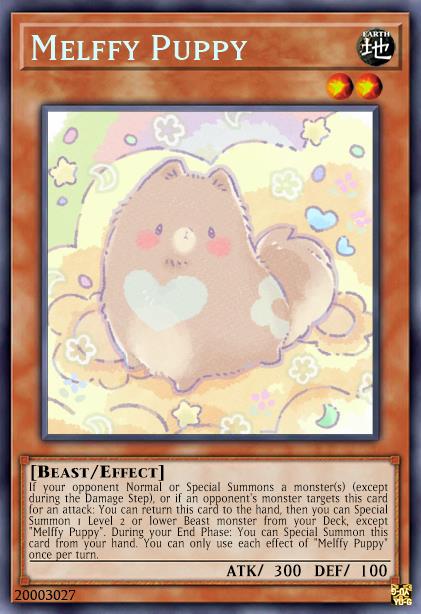 Melffy Puppy
EARTH
地
[Beast/Effect]
If your opponent Normal or Special Summons a monster(s) (except
during the Damage Step), or if an opponent's monster targets this card
for an attack: You can return this card to the hand, then you can Special
Summon 1 Level 2 or lower Beast monster from your Deck, except
"Melffy Puppy". During your End Phase: You can Special Summon this
card from your hand. You can only use each effect of "Melffy Puppy"
once per turn.
ATK/ 300 DEF/ 100
20003027